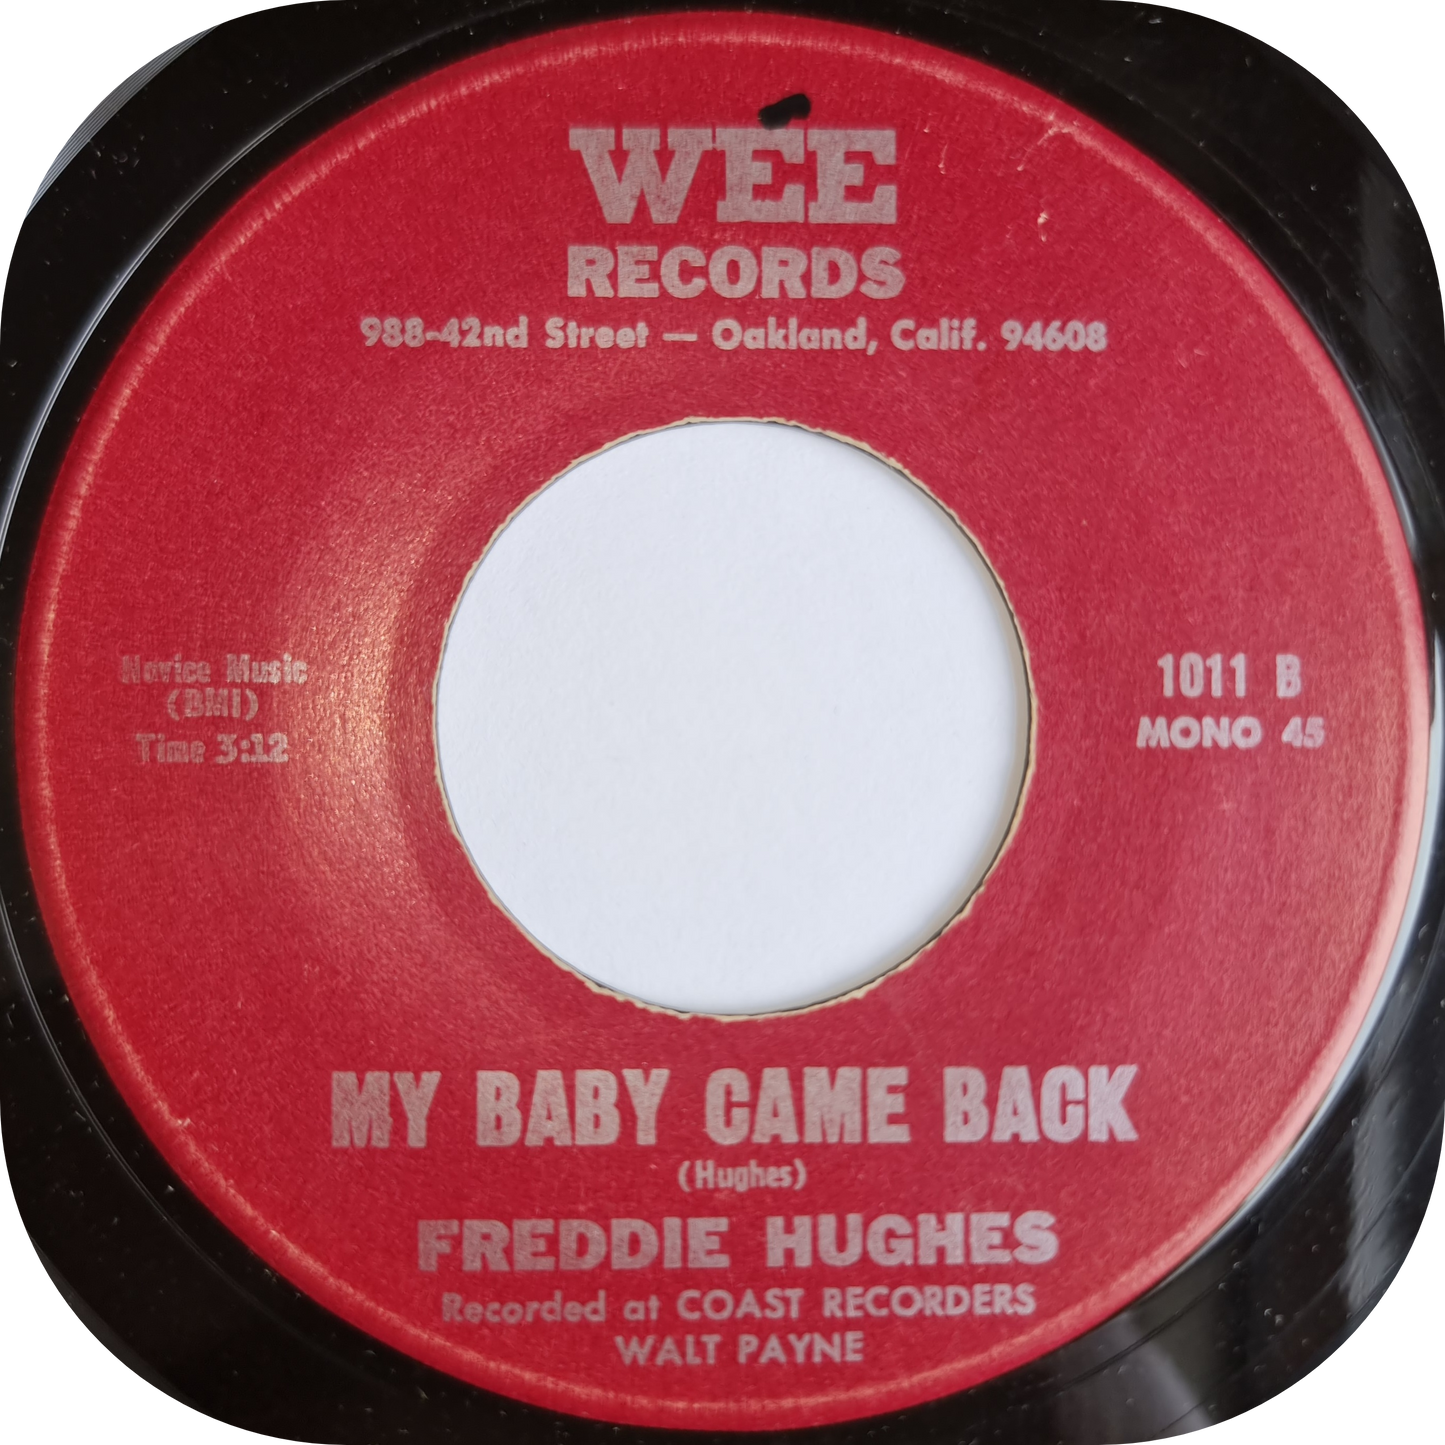 WEE
RECORDS
988-42nd Street — Oakland, Calif. 94608
Novice Music
(BMI)
Time 3:12
1011 B
MONO 45
MY BABY CAME BACK
(Hughes)
FREDDIE HUGHES
Recorded at COAST RECORDERS
WALT PAYNE